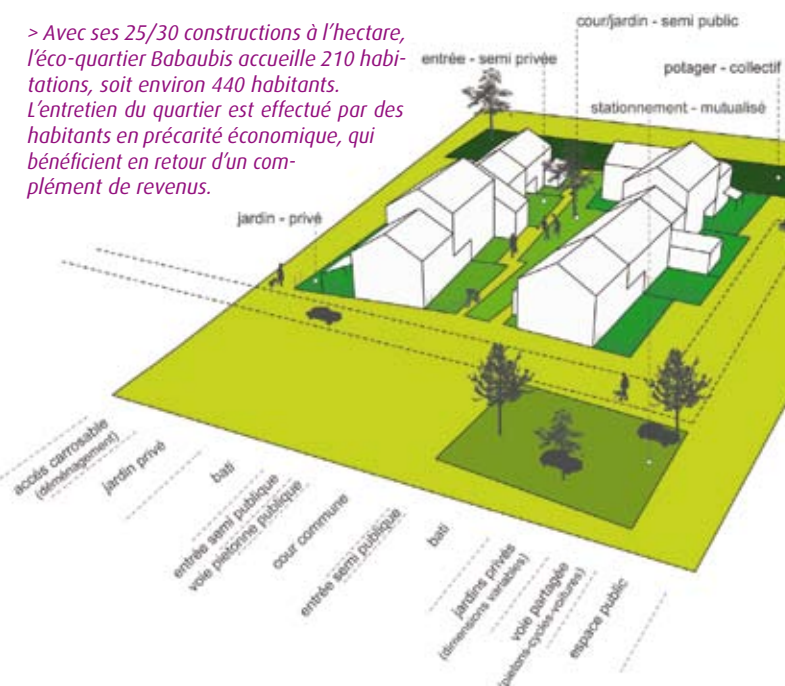 > Avec ses 25/30 constructions à l'hectare,
l'éco-quartier Babaubis accueille 210 habi-
tations, soit environ 440 habitants.
L'entretien du quartier est effectué par des
habitants en précarité économique, qui
bénéficient en retour d'un com-
plément de revenus.
cour/jardin - semi public
entrée - semi privée
potager - collectif
stationnement - mutualisé
jardin - privé
accès carrosable
(déménagement)
jardin privé
bati
entrée semi publique
voie pietonne publique
cour commune
entrée semi publique
bati
jardins privés
(dimensions variables)
voie partagée
(pietons-cycles-voitures)
espace public